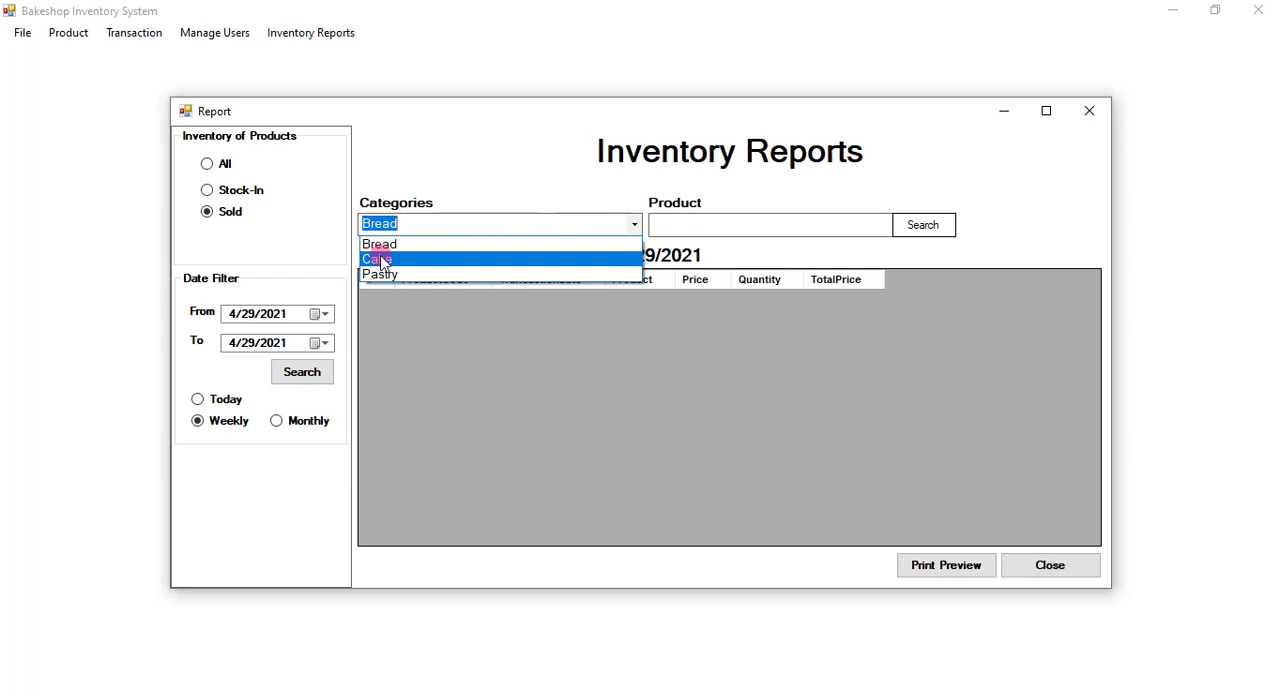 Bakeshop Inventory System
File Product Transaction Manage Users Inventory Reports
Report
Inventory of Products
All
Stock-In
Sold
Date Filter
From 4/29/2021
To 4/29/2021
Search
Today
Weekly Monthly
Inventory Reports
Categories Product
Bread Search
Bread
Cake
Pastry
9/2021
Price Quantity TotalPrice
Print Preview Close